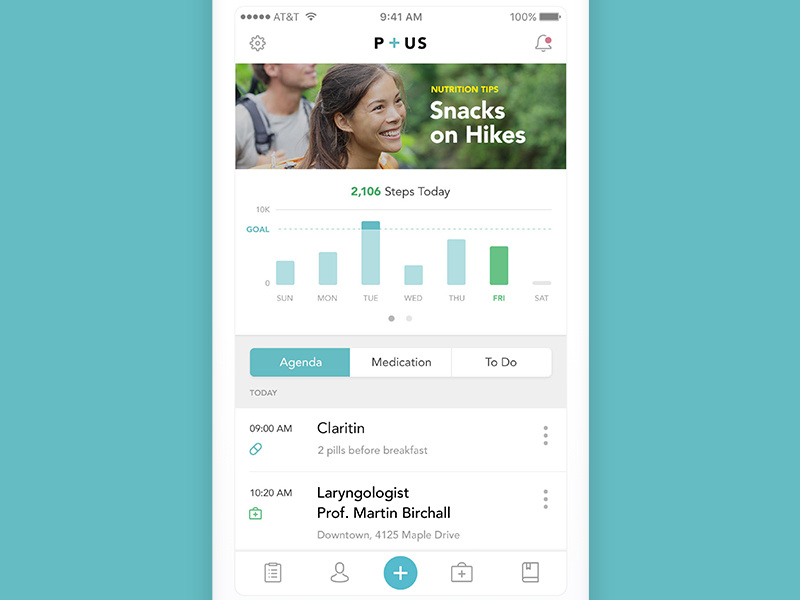 AT&T 9:41 AM 100%
P + US
NUTRITION TIPS
Snacks
on Hikes
2,106 Steps Today
10K
GOAL
0
SUN MON TUE WED THU FRI SAT
Agenda Medication To Do
TODAY
09:00 AM Claritin
2 pills before breakfast
10:20 AM Laryngologist
Prof. Martin Birchall
Downtown, 4125 Maple Drive